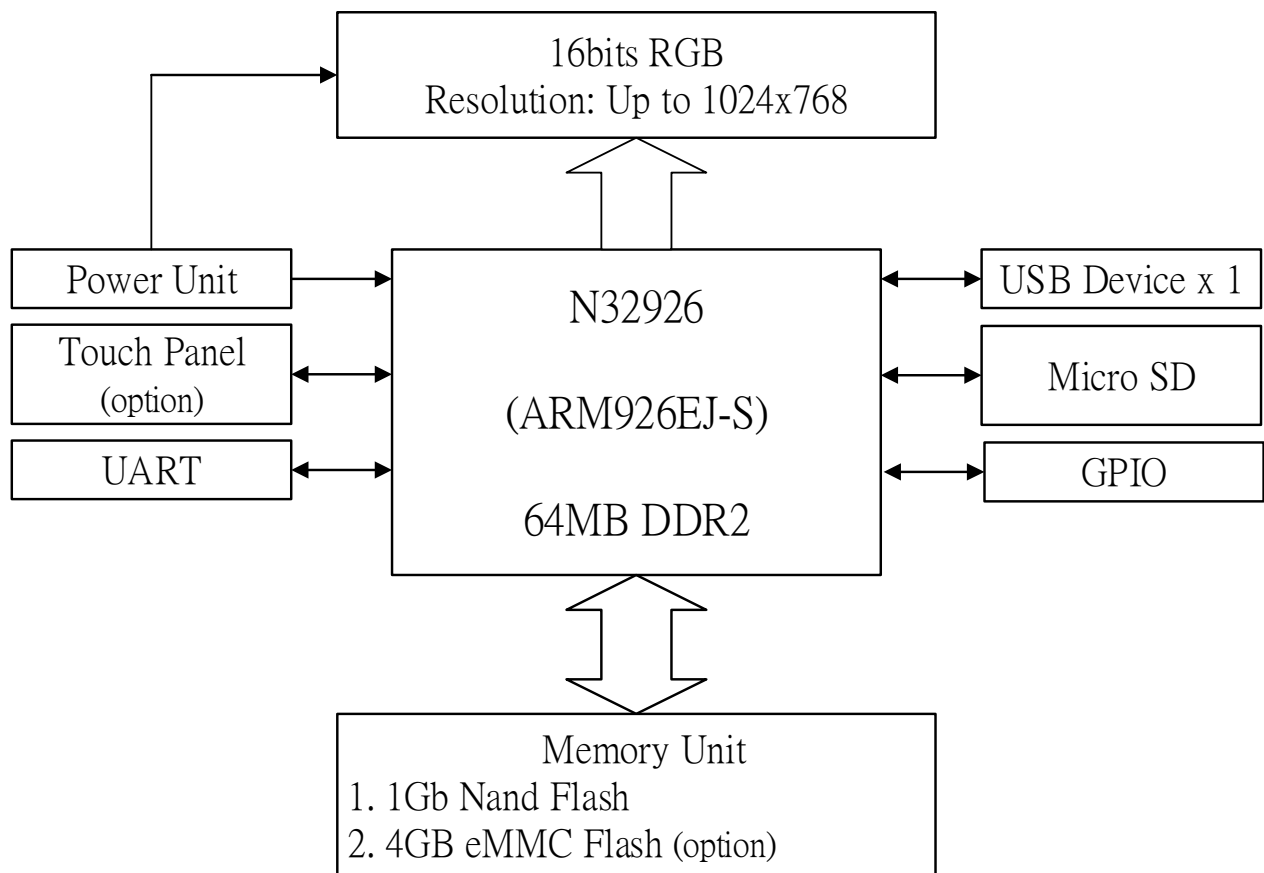 16bits RGB
Resolution: Up to 1024x768
Power Unit
Touch Panel
(option)
UART
N32926
(ARM926EJ-S)
64MB DDR2
USB Device x 1
Micro SD
GPIO
Memory Unit
1. 1Gb Nand Flash
2. 4GB eMMC Flash (option)